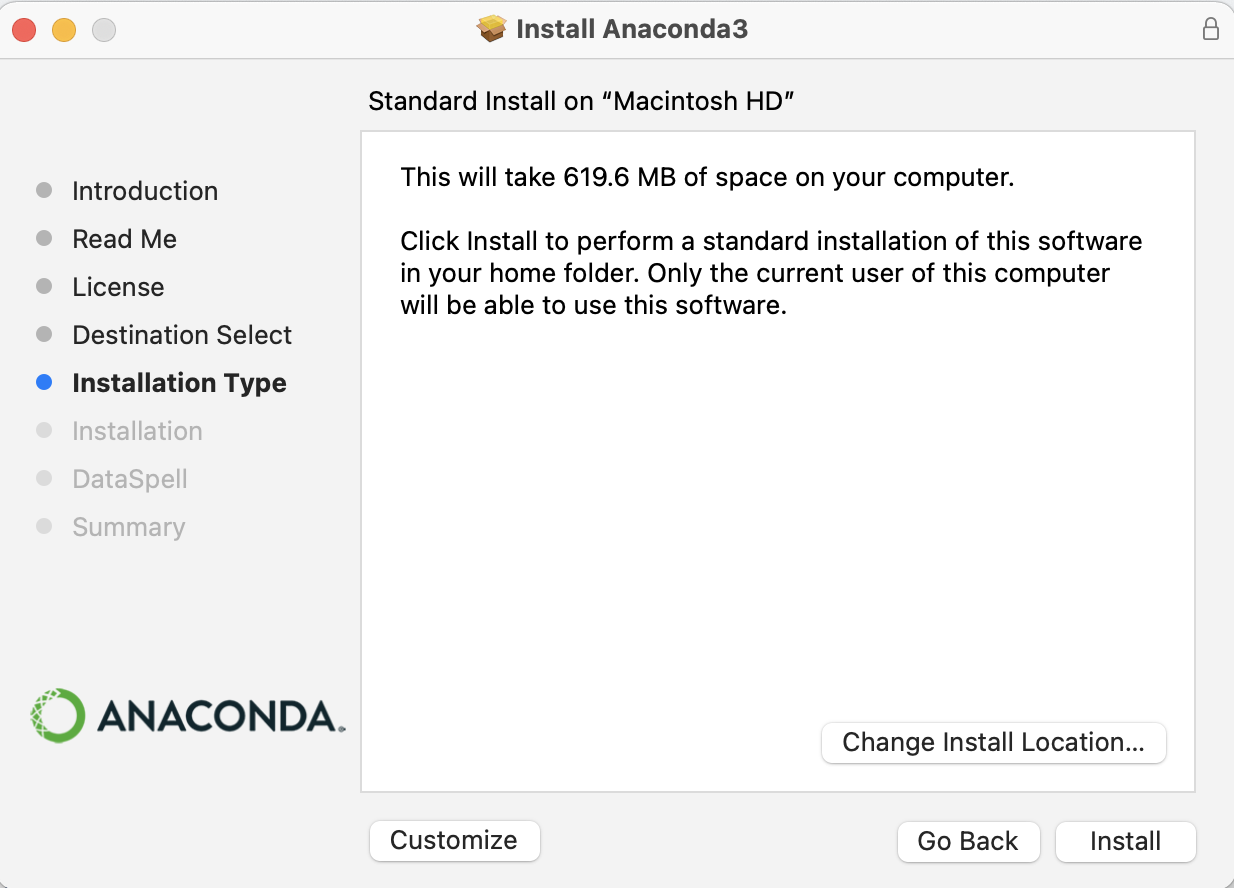 Install Anaconda3
Standard Install on “Macintosh HD”
Introduction
Read Me
License
Destination Select
Installation Type
Installation
DataSpell
Summary
This will take 619.6 MB of space on your computer.
Click Install to perform a standard installation of this software
in your home folder. Only the current user of this computer
will be able to use this software.
ANACONDA.
Change Install Location...
Customize
Go Back
Install